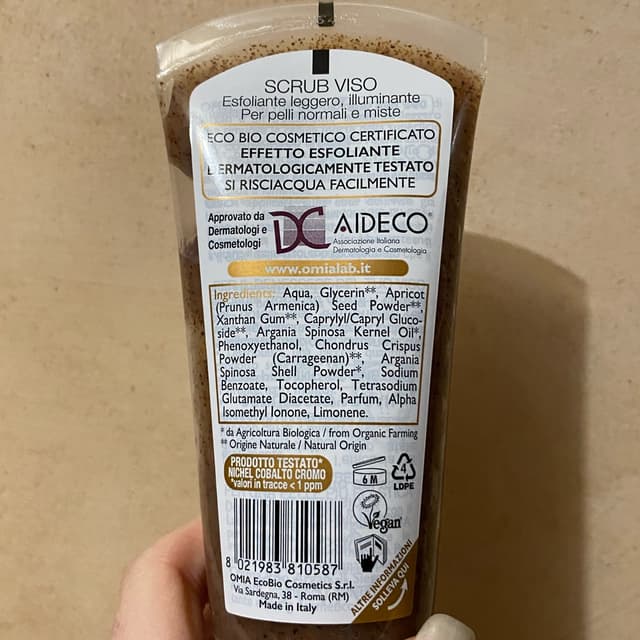 SCRUB VISO
Esfoliante leggero, illuminante
Per pelli normali e miste
ECO BIO COSMETICO CERTIFICATO
EFFETTO ESFOLIANTE
DERMATOLOGICAMENTE TESTATO
SI RISCIACQUA FACILMENTE
Approvato da
Dermatologi e
Cosmetologi
DC AIDECO®
Associazione Italiana
Dermatologia e Cosmetologia
www.omialab.it
Ingredients: Aqua, Glycerin**, Apricot
(Prunus Armenica) Seed Powder**,
Xanthan Gum**, Caprylyl/Capryl Gluco-
side**, Argania Spinosa Kernel Oil*,
Phenoxyethanol, Chondrus Crispus
Powder (Carrageenan)**, Argania
Spinosa Shell Powder*, Sodium
Benzoate, Tocopherol, Tetrasodium
Glutamate Diacetate, Parfum, Alpha
Isomethyl Ionone, Limonene.
* da Agricoltura Biologica / from Organic Farming
** Origine Naturale / Natural Origin
PRODOTTO TESTATO*
NICHEL COBALTO CROMO
*valori in tracce < 1 ppm
6 M
4
LDPE
Vegan
8 021983 810587
OMIA EcoBio Cosmetics S.r.l.
Via Sardegna, 38 - Roma (RM)
Made in Italy
ALTRE INFORMAZIONI
SOLLEVA QUI